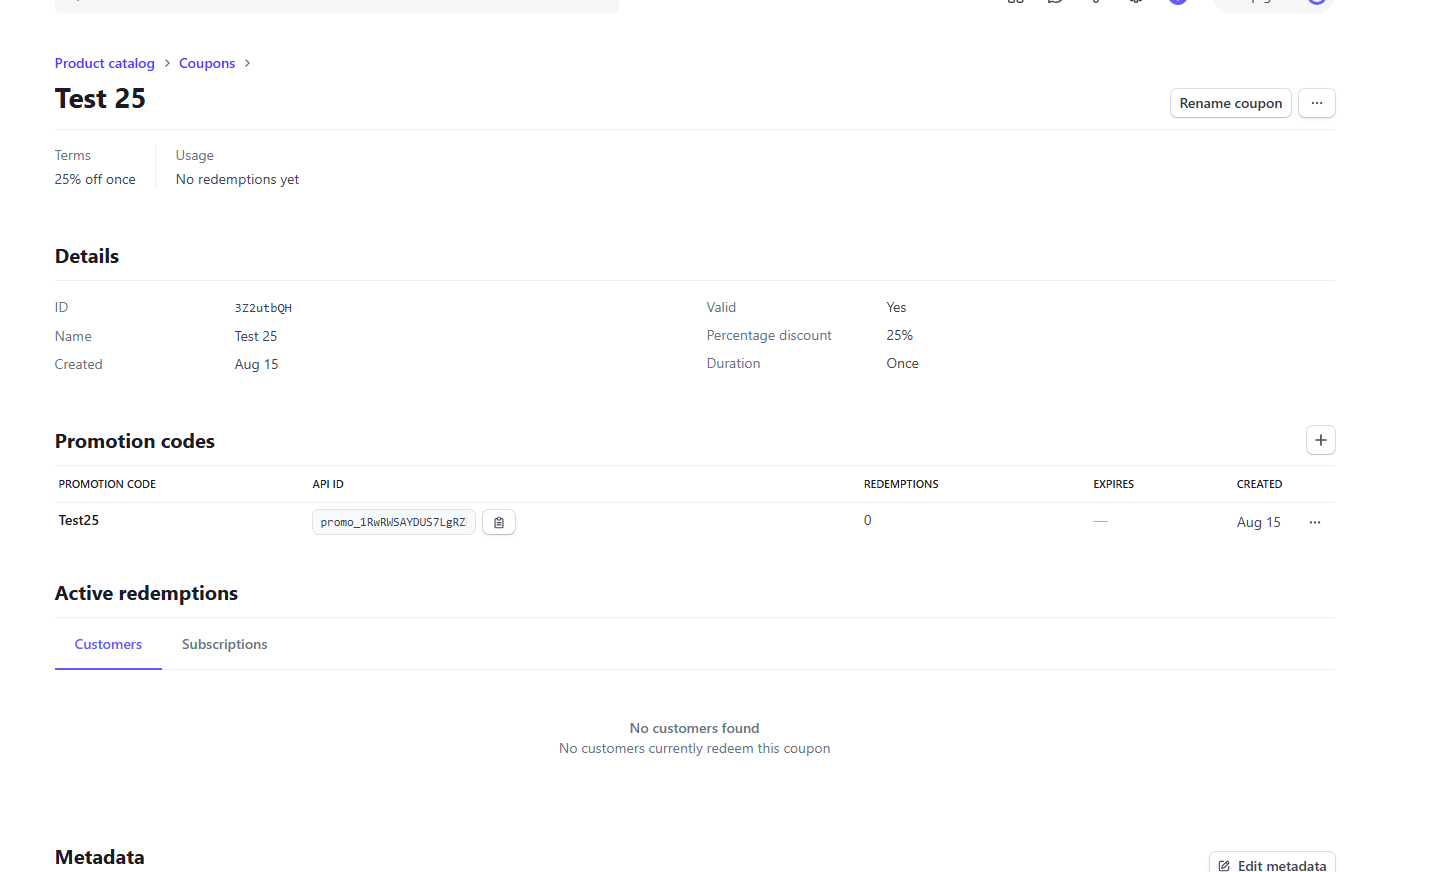 Product catalog > Coupons >
Test 25
Rename coupon
...
Terms
25% off once
Usage
No redemptions yet
Details
ID 3Z2utbQH
Name Test 25
Created Aug 15
Valid Yes
Percentage discount 25%
Duration Once
Promotion codes
PROMOTION CODE API ID REDEMPTIONS EXPIRES CREATED
Test25 promo_1RwRWSAYDUS7LgRZ 0 — Aug 15 ...
Active redemptions
Customers Subscriptions
No customers found
No customers currently redeem this coupon
Metadata
Edit metadata